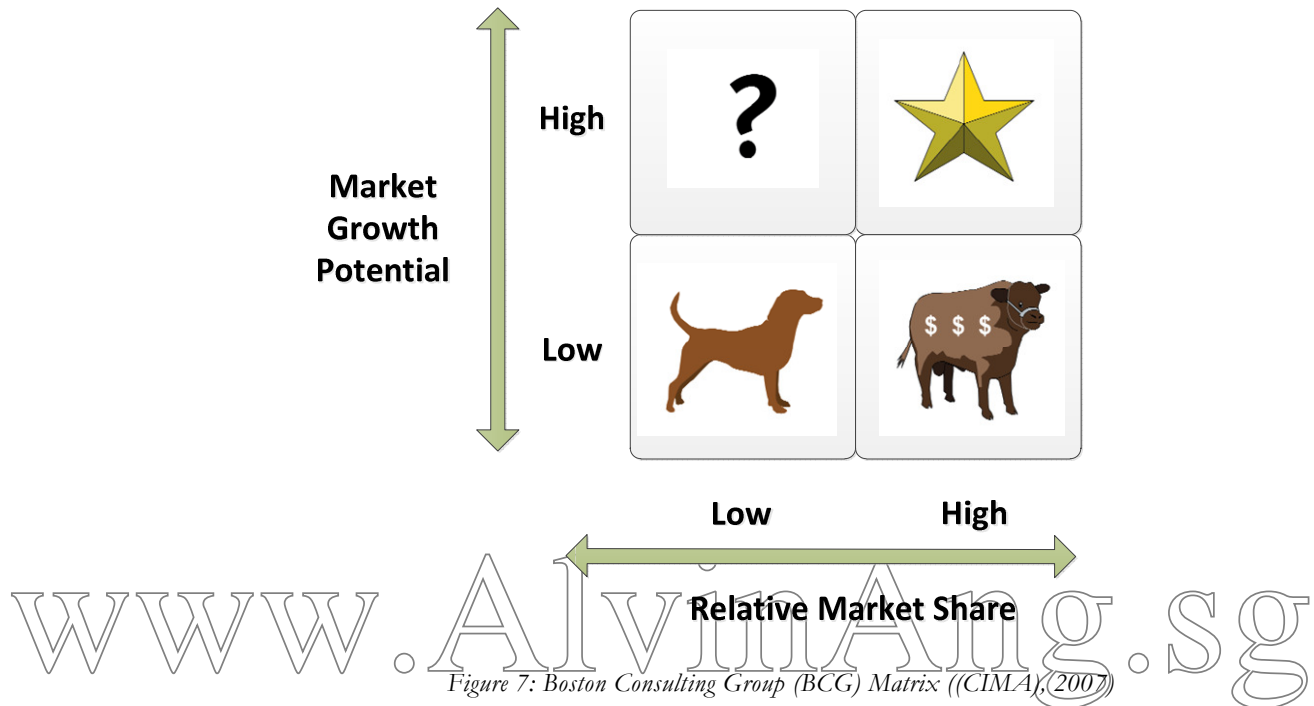 High
?
Market
Growth
Potential
Low
$ $ $
Low High
Relative Market Share
www.AlvinAng.sg
Figure 7: Boston Consulting Group (BCG) Matrix ((CIMA), 2007)